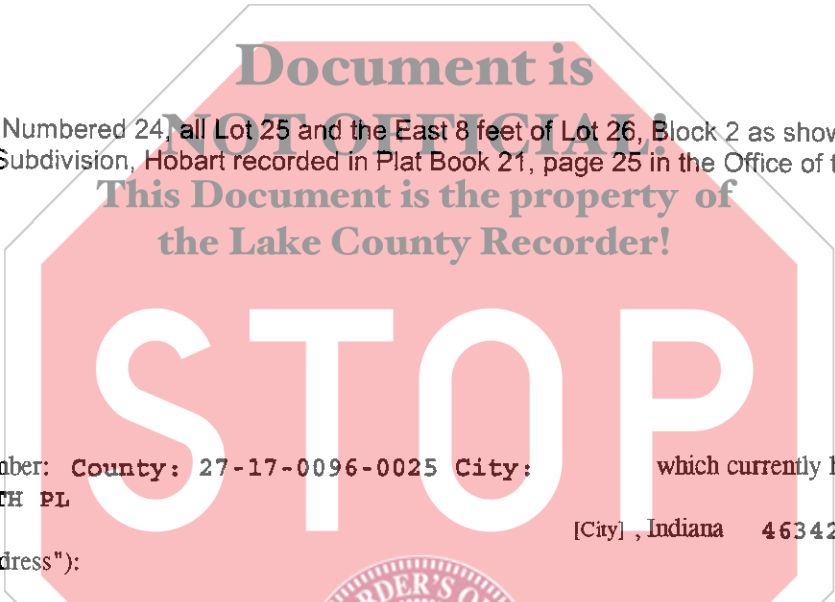 Document is
NOT OFFICIAL!
Numbered 24, all Lot 25 and the East 8 feet of Lot 26, Block 2 as show
Subdivision, Hobart recorded in Plat Book 21, page 25 in the Office of t
This Document is the property of
the Lake County Recorder!
STOP
nber: County: 27-17-0096-0025 City: which currently h
TH PL
[City] , Indiana 46342
dress"):
RDER'S O